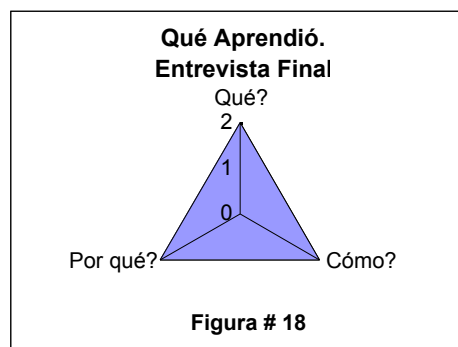 Qué Aprendió.
Entrevista Final
Qué?
2
1
0
Por qué?
Cómo?
Figura # 18